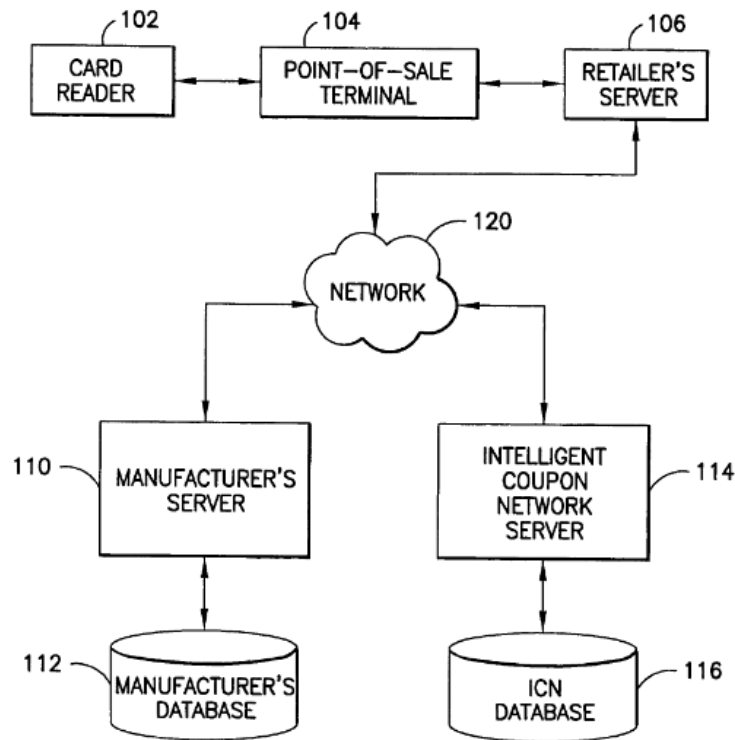 102
104
106
CARD
READER
POINT-OF-SALE
TERMINAL
RETAILER'S
SERVER
120
NETWORK
110
MANUFACTURER'S
SERVER
INTELLIGENT
COUPON
NETWORK
SERVER
114
112
MANUFACTURER'S
DATABASE
ICN
DATABASE
116